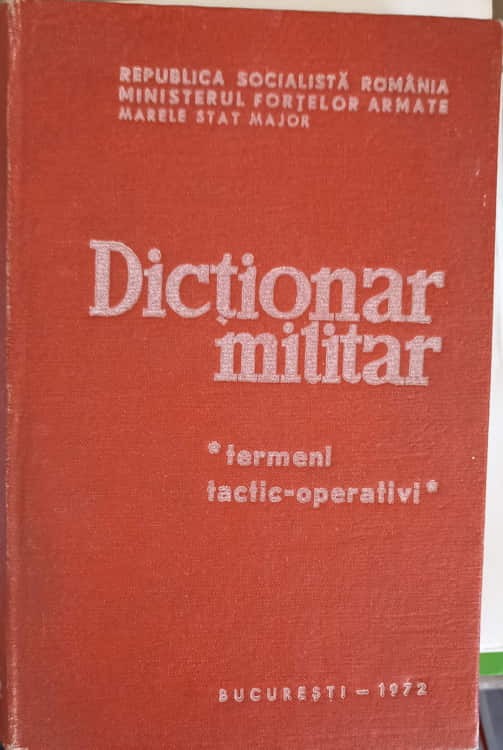 REPUBLICA SOCIALISTĂ ROMÂNIA
MINISTERUL FORȚELOR ARMATE
MARELE STAT MAJOR
Dicționar
militar
*termeni
tactic-operativi*
BUCUREȘTI – 1972